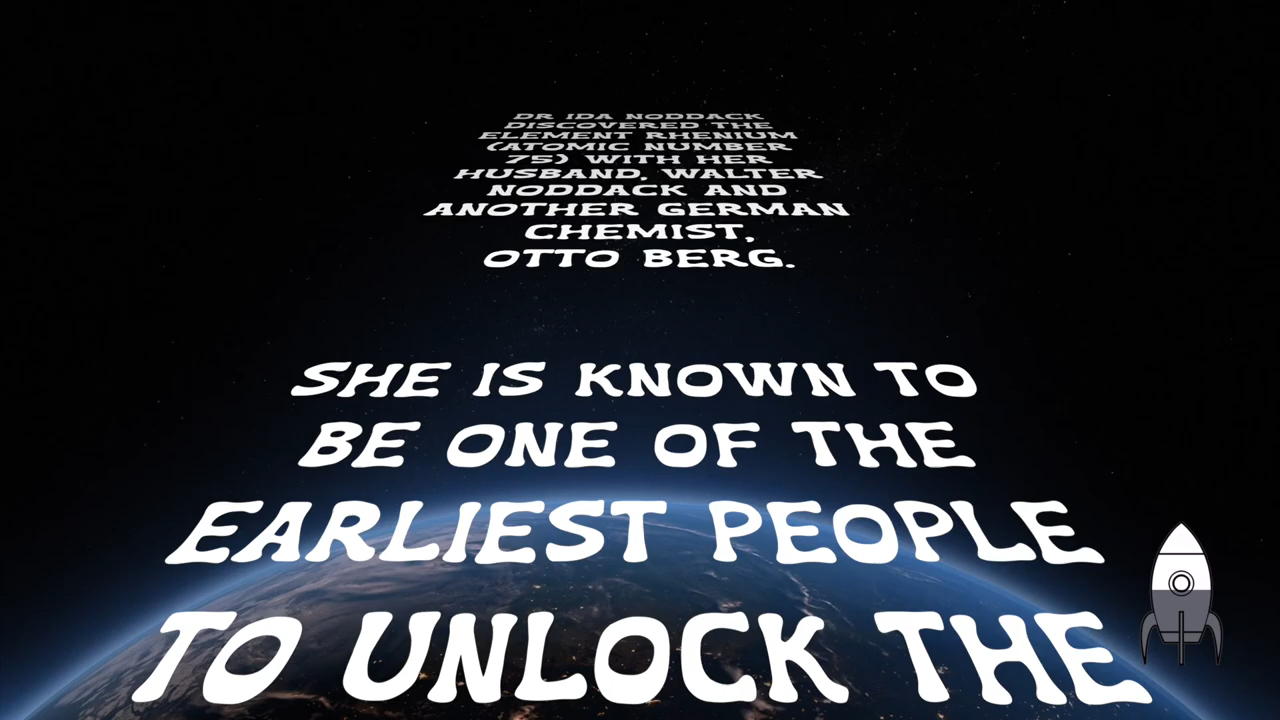 DR IDA NODDACK
DISCOVERED THE
ELEMENT RHENIUM
(ATOMIC NUMBER
75) WITH HER
HUSBAND, WALTER
NODDACK AND
ANOTHER GERMAN
CHEMIST,
OTTO BERG.
SHE IS KNOWN TO
BE ONE OF THE
EARLIEST PEOPLE
TO UNLOCK THE